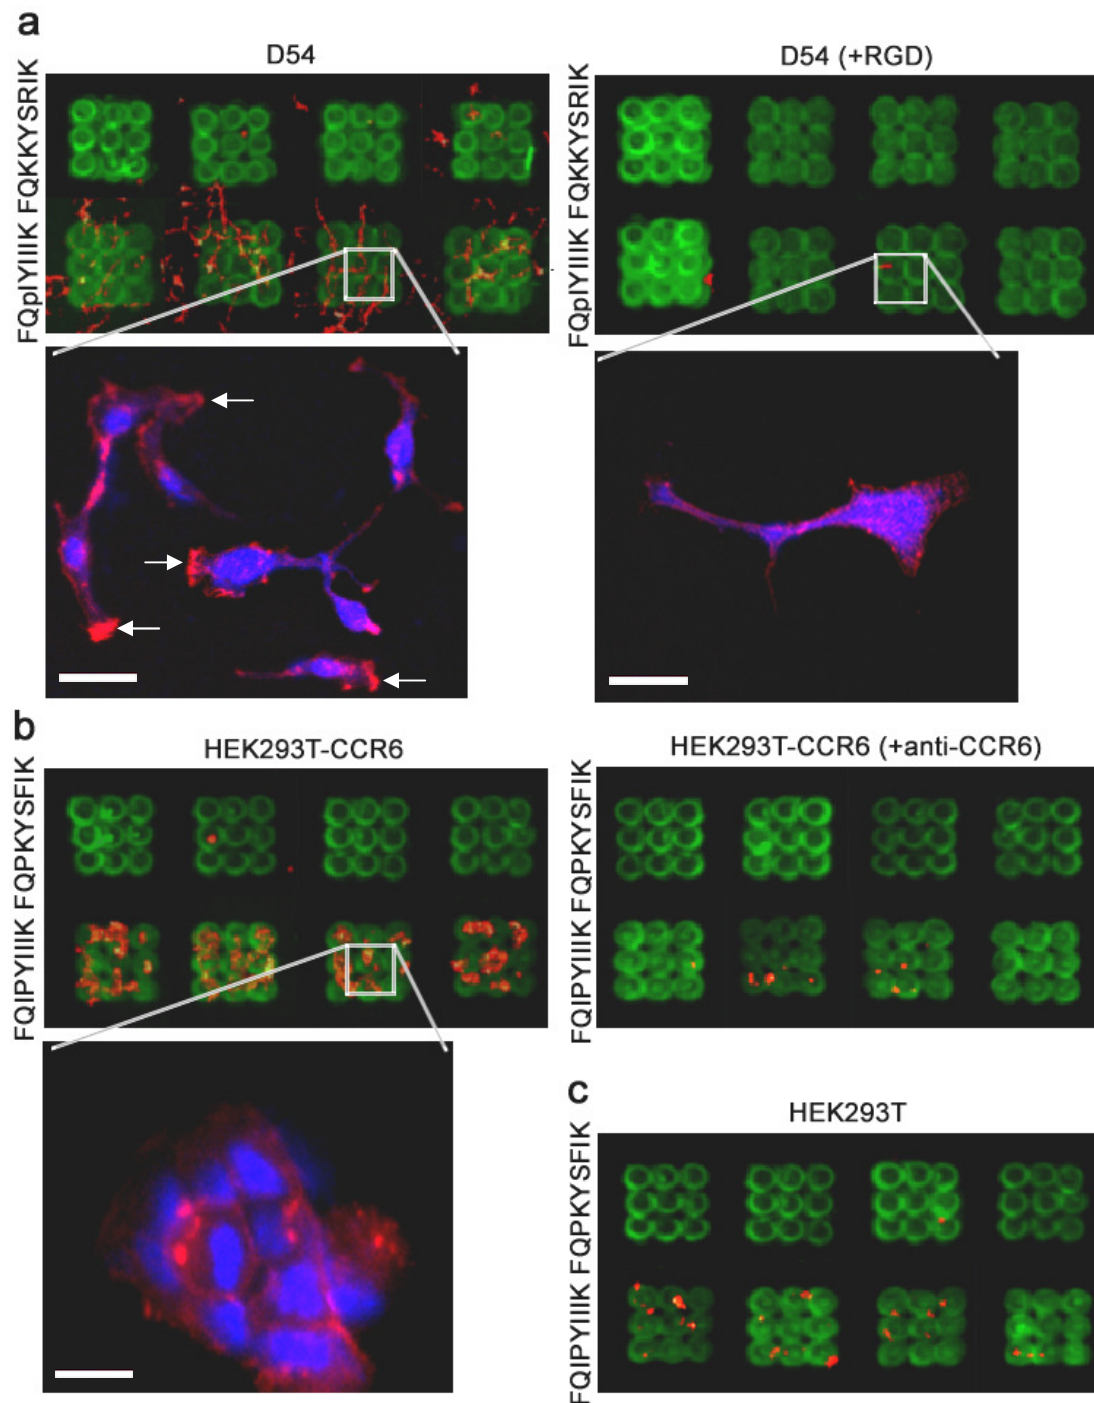 a
D54
D54 (+RGD)
FQpIYIIIK FQKKYSRIK
FQpIYIIIK FQKKYSRIK
b
HEK293T-CCR6
HEK293T-CCR6 (+anti-CCR6)
FQIPYIIIK FQPKYSFIK
FQIPYIIIK FQPKYSFIK
c
HEK293T
FQIPYIIIK FQPKYSFIK